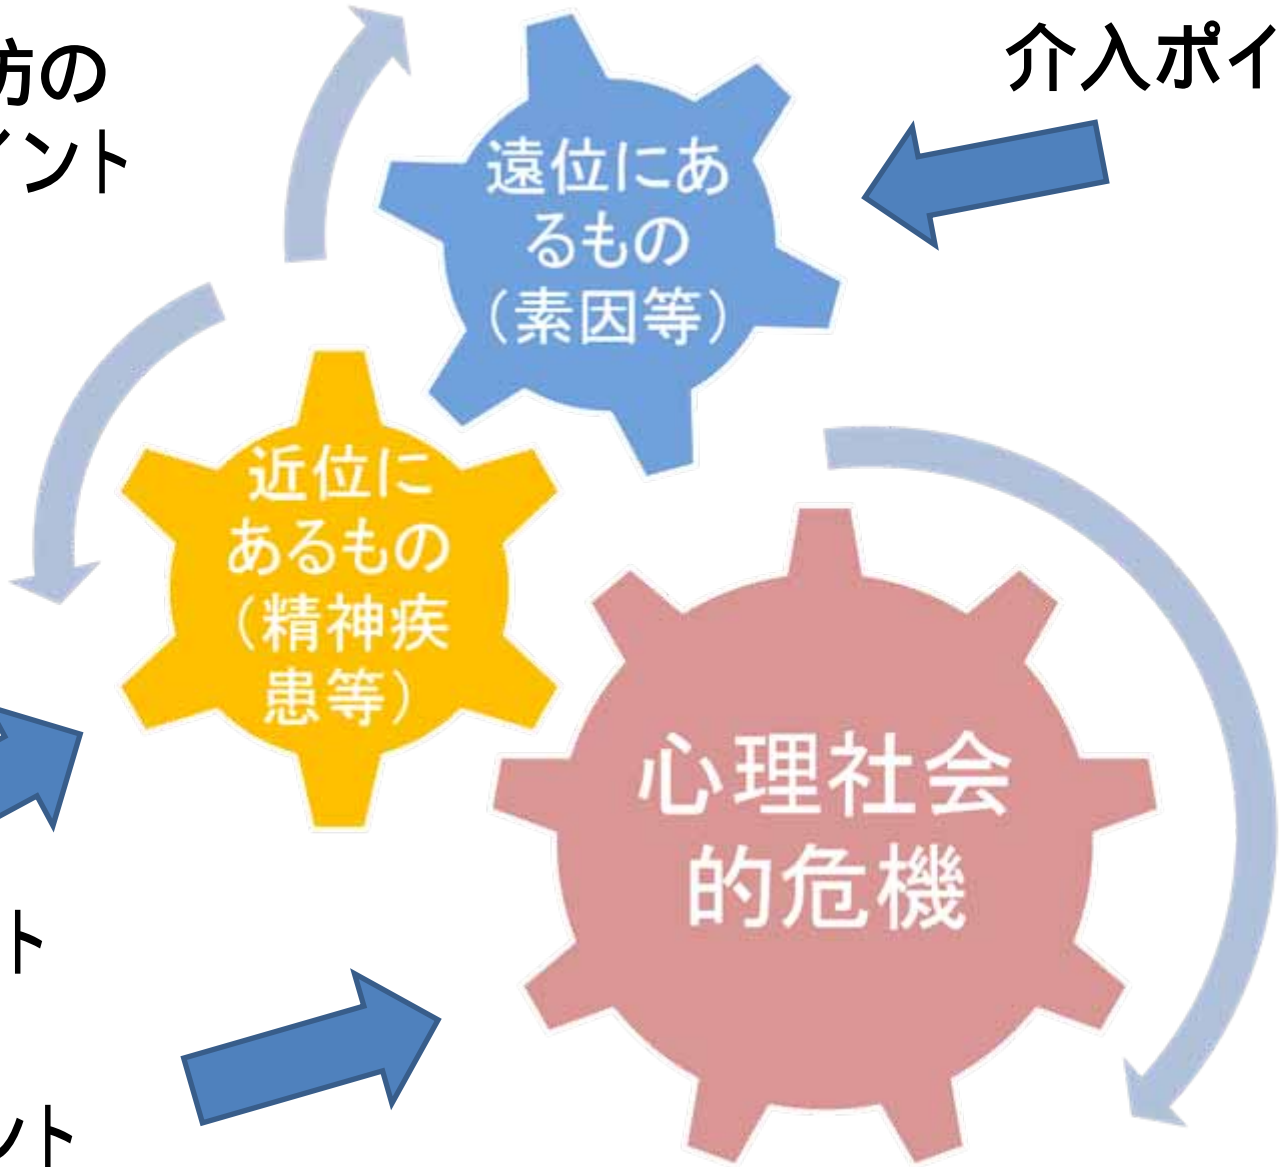 防の
イント
介入ポイ
遠位にあ
るもの
（素因等）
近位に
あるもの
（精神疾
患等）
心理社会
的危機
ト
ント